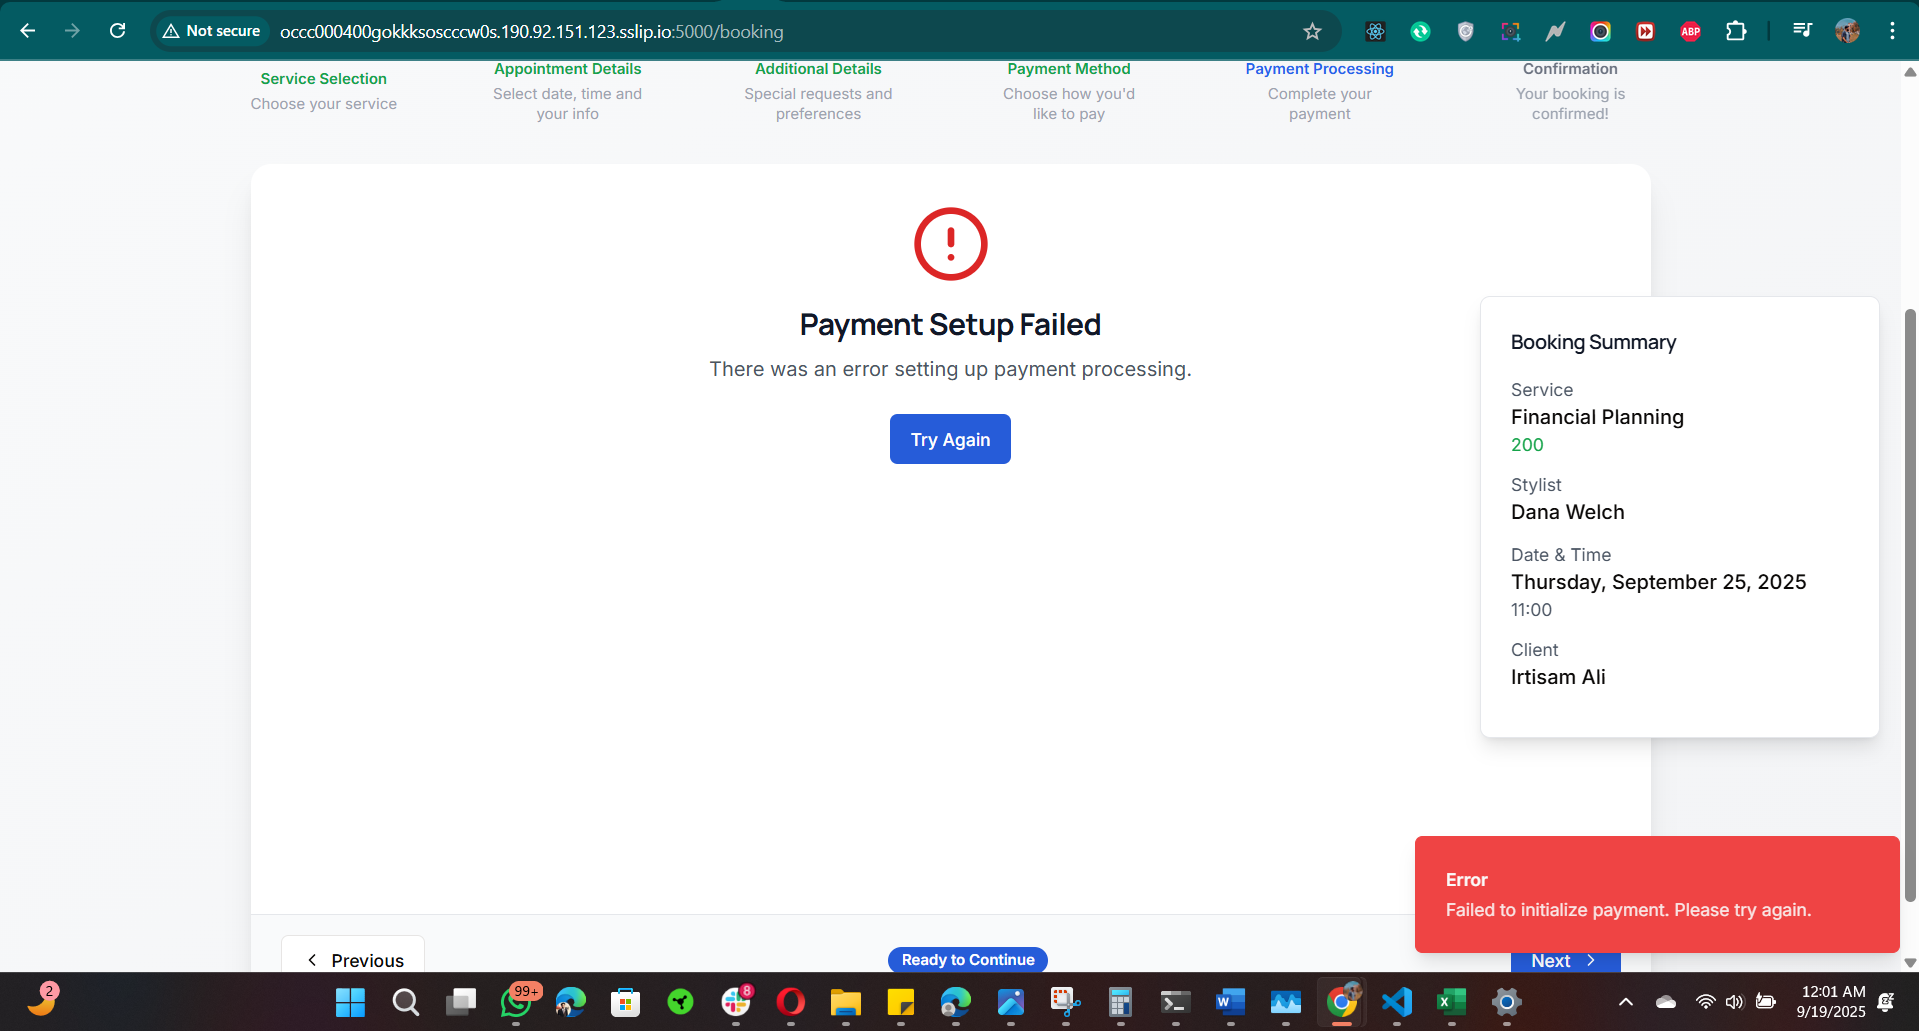 Not secure
occc000400gokkksoscccw0s.190.92.151.123.sslip.io:5000/booking
ABP
Service Selection
Choose your service
Appointment Details
Select date, time and
your info
Additional Details
Special requests and
preferences
Payment Method
Choose how you'd
like to pay
Payment Processing
Complete your
payment
Confirmation
Your booking is
confirmed!
Payment Setup Failed
There was an error setting up payment processing.
Try Again
Booking Summary
Service
Financial Planning
200
Stylist
Dana Welch
Date & Time
Thursday, September 25, 2025
11:00
Client
Irtisam Ali
Error
Failed to initialize payment. Please try again.
Previous
Ready to Continue
Next
2
99+
8
12:01 AM
9/19/2025